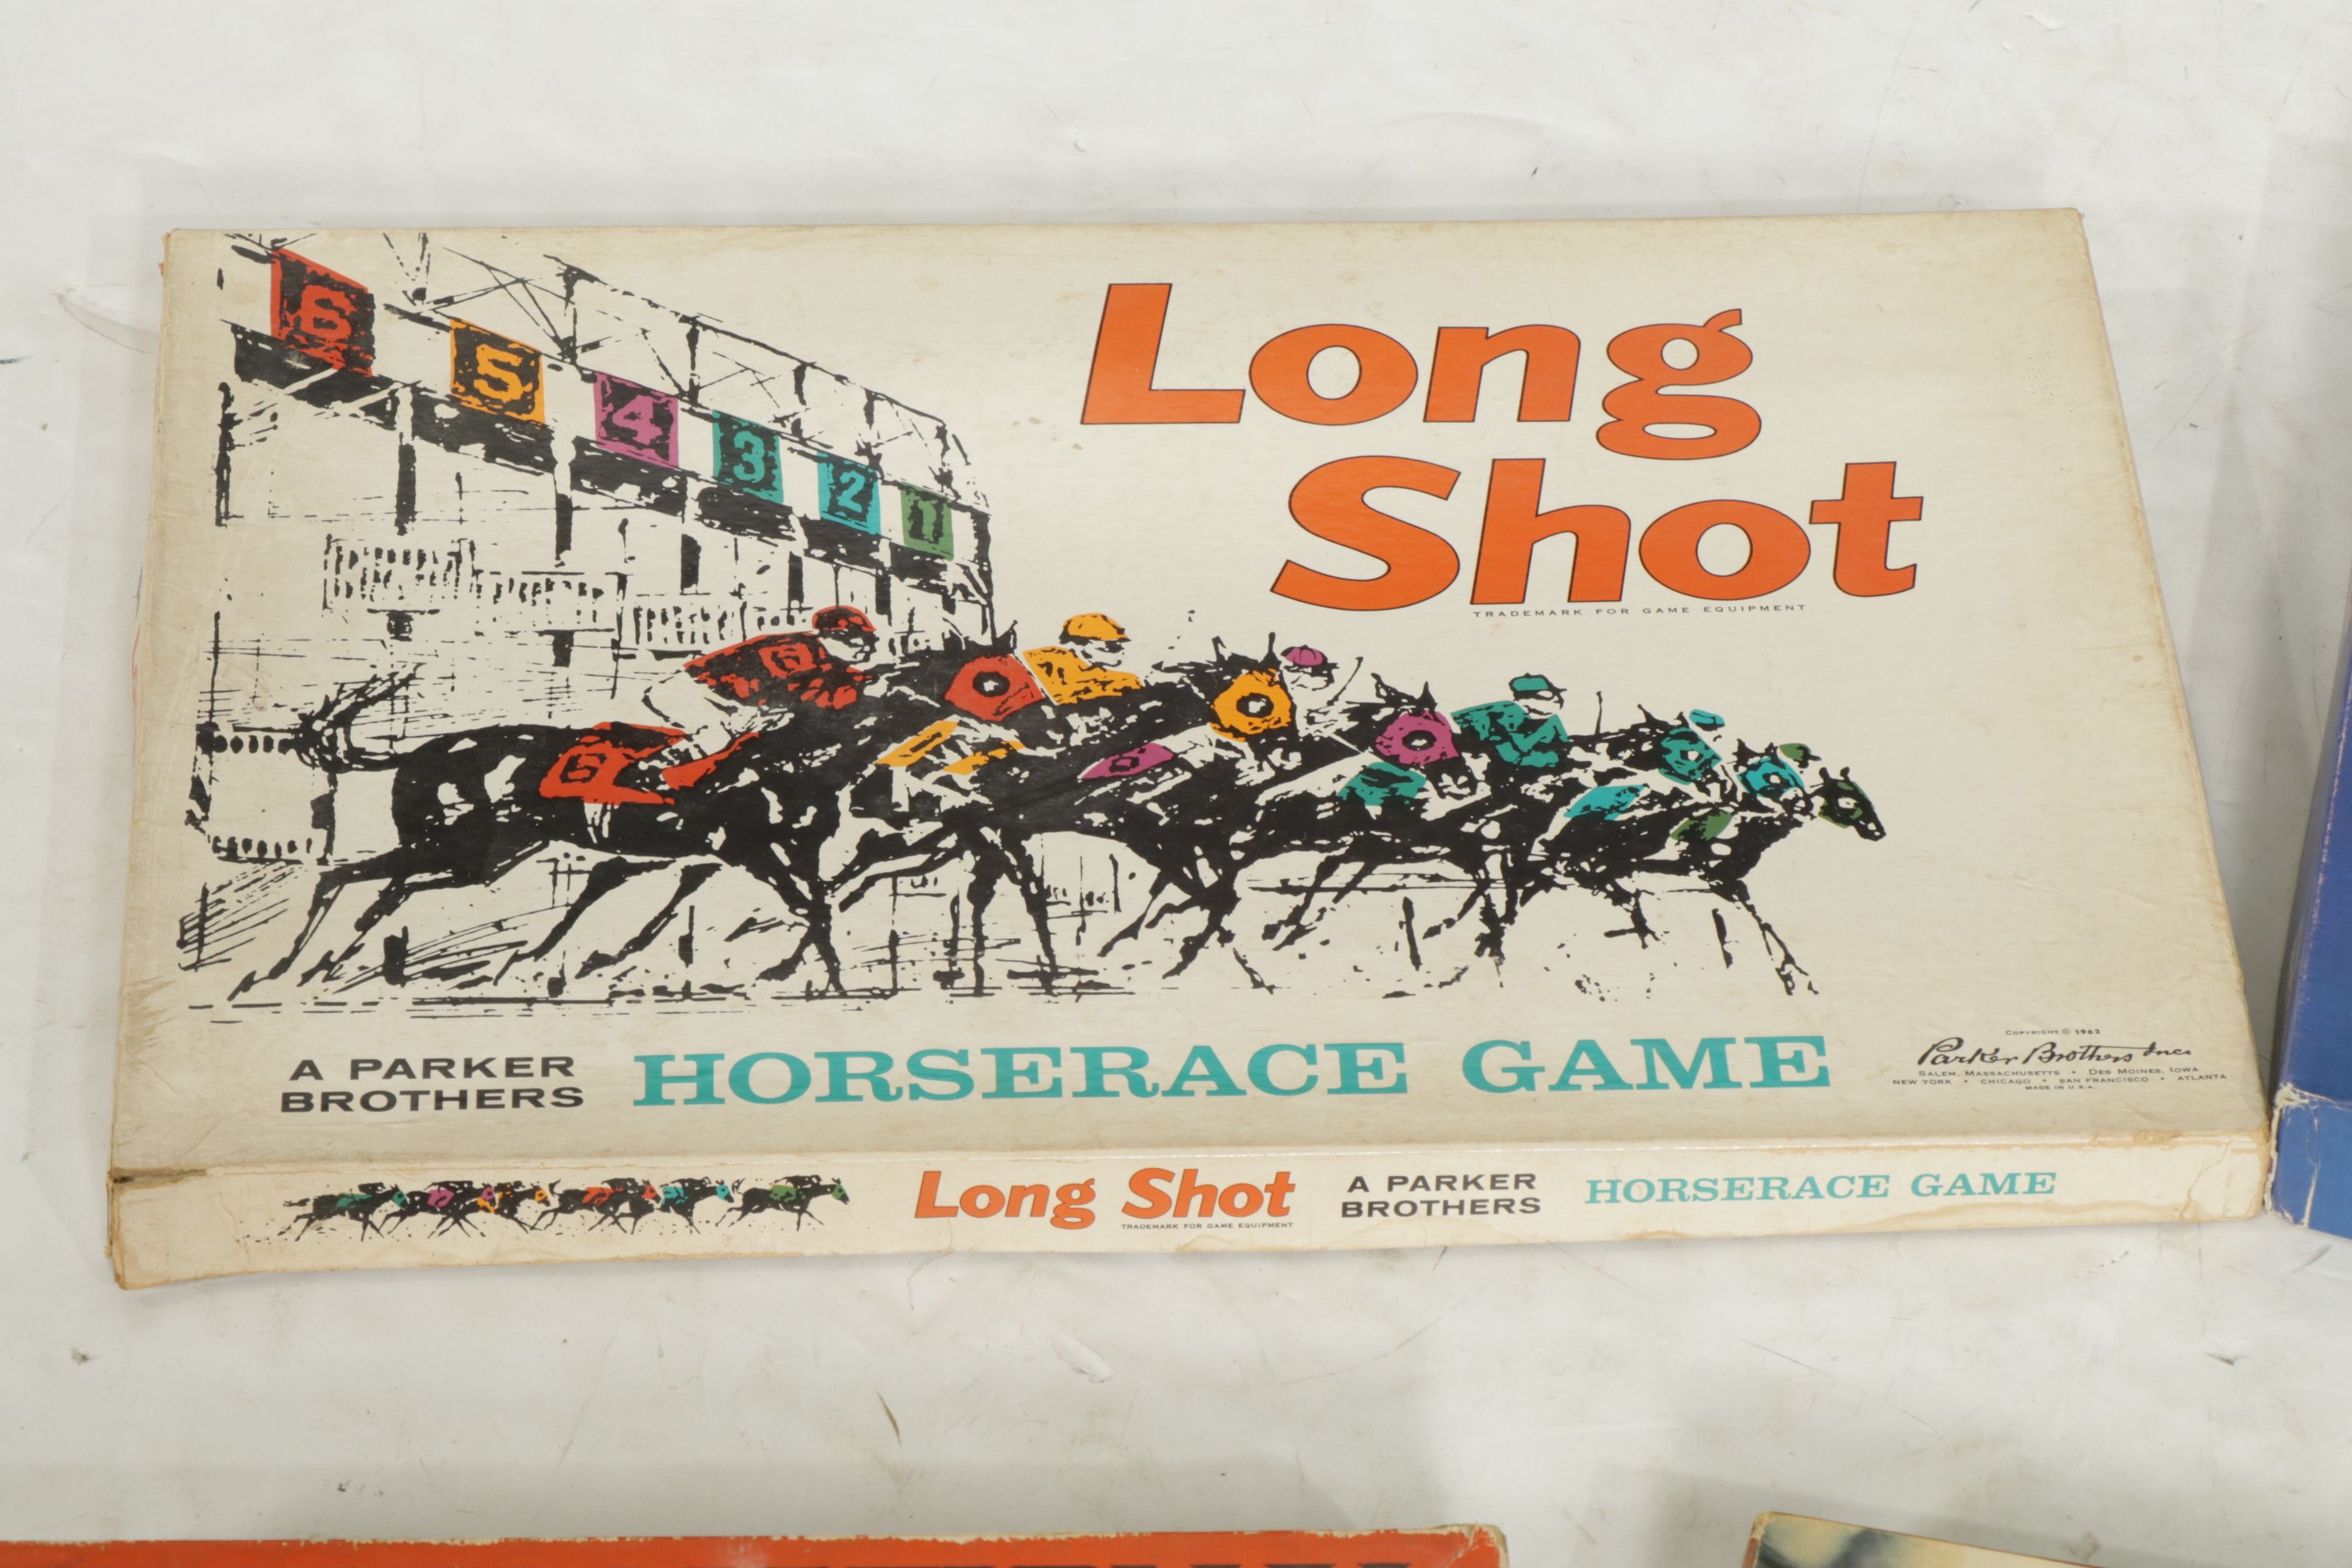 6
5
4
3
2
1
Long
Shot
TRADEMARK FOR GAME EQUIPMENT
6
6
A PARKER
BROTHERS
HORSERACE GAME
COPYRIGHT © 1962
Parker Brothers Inc.
SALEM, MASSACHUSETTS • DES MOINES, IOWA
NEW YORK • CHICAGO • SAN FRANCISCO • ATLANTA
MADE IN U.S.A.
Long Shot
TRADEMARK FOR GAME EQUIPMENT
A PARKER
BROTHERS
HORSERACE GAME